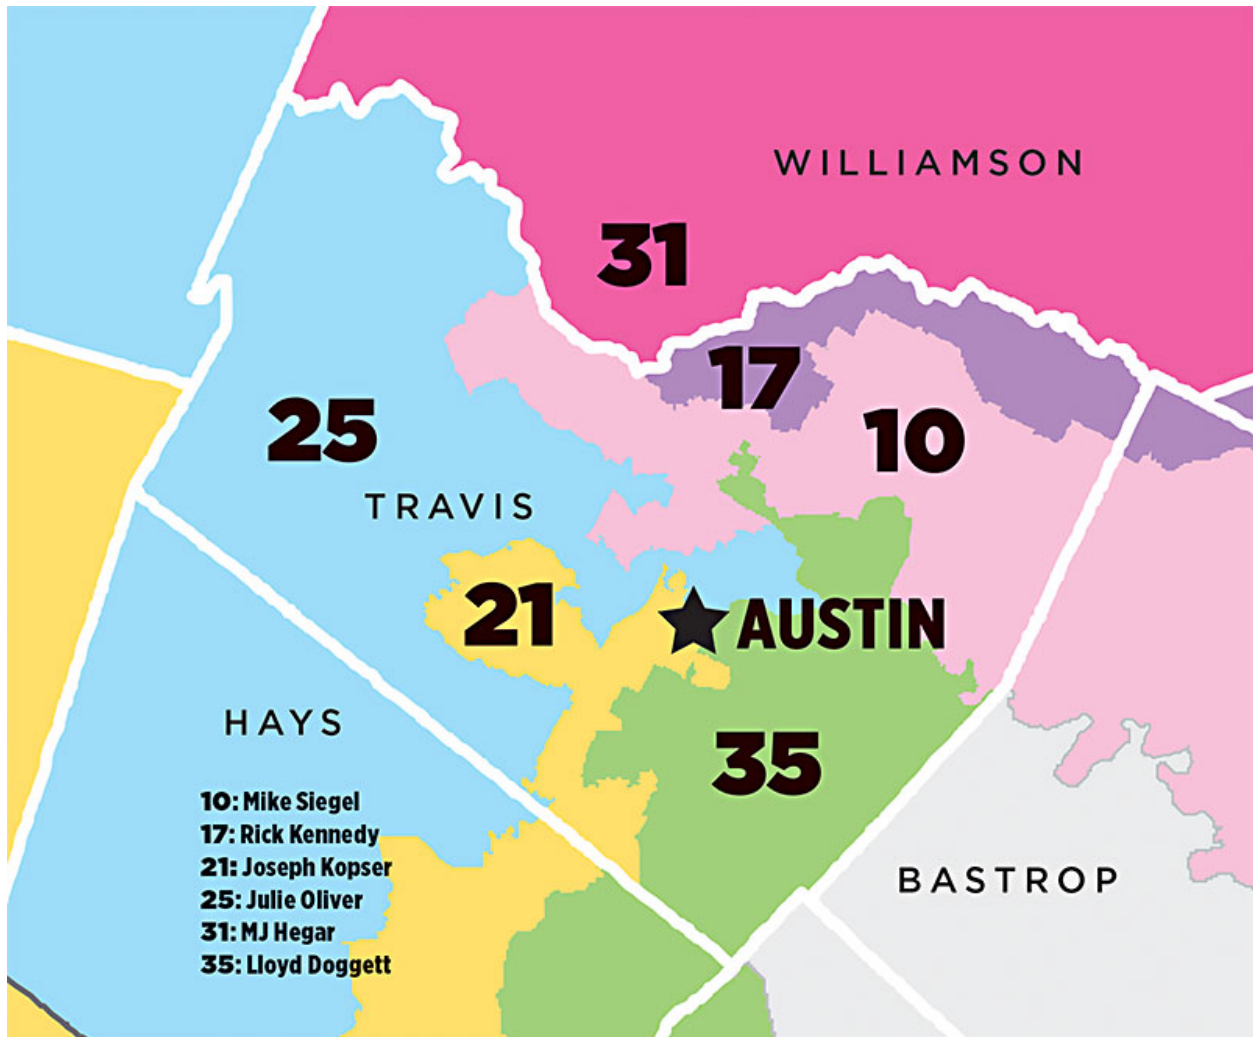 WILLIAMSON
31
17
25
10
TRAVIS
21
AUSTIN
HAYS
35
10: Mike Siegel
17: Rick Kennedy
21: Joseph Kopser
25: Julie Oliver
31: MJ Hegar
35: Lloyd Doggett
BASTROP